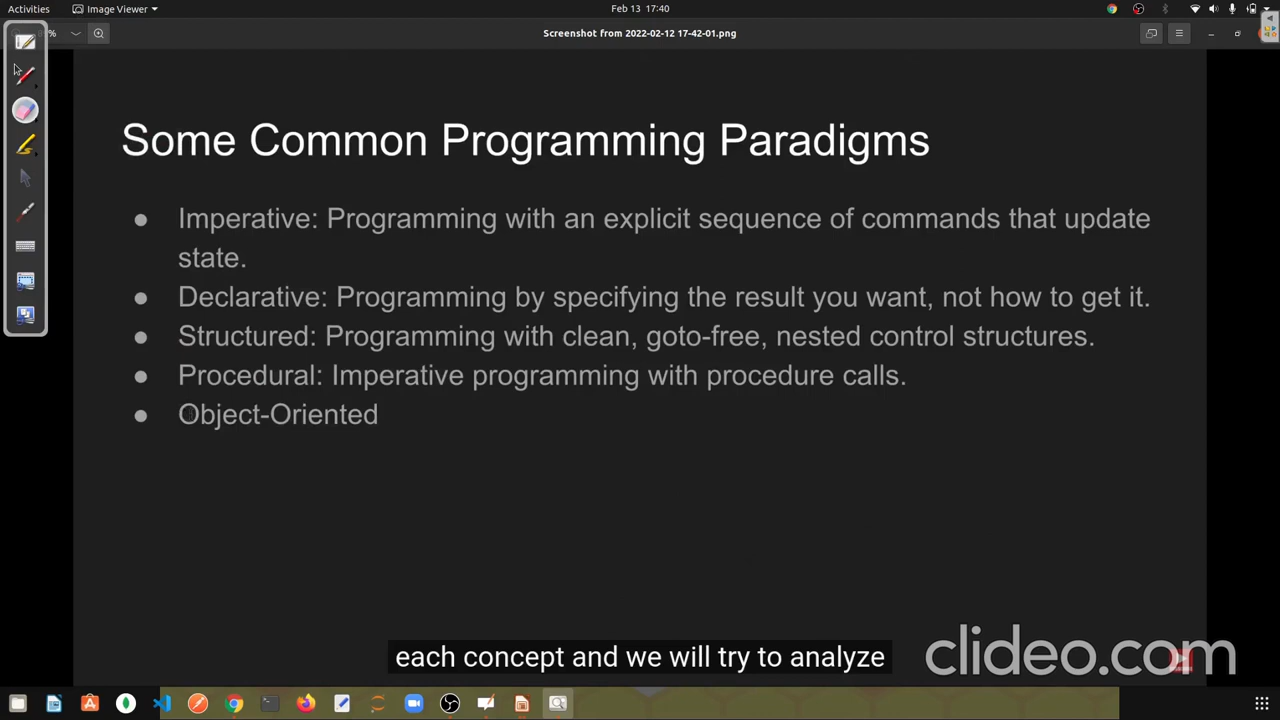 Activities
Image Viewer
Feb 13 17:40
%
Screenshot from 2022-02-12 17-42-01.png
Some Common Programming Paradigms
● Imperative: Programming with an explicit sequence of commands that update
state.
● Declarative: Programming by specifying the result you want, not how to get it.
● Structured: Programming with clean, goto-free, nested control structures.
● Procedural: Imperative programming with procedure calls.
● Object-Oriented
each concept and we will try to analyze
clideo.com